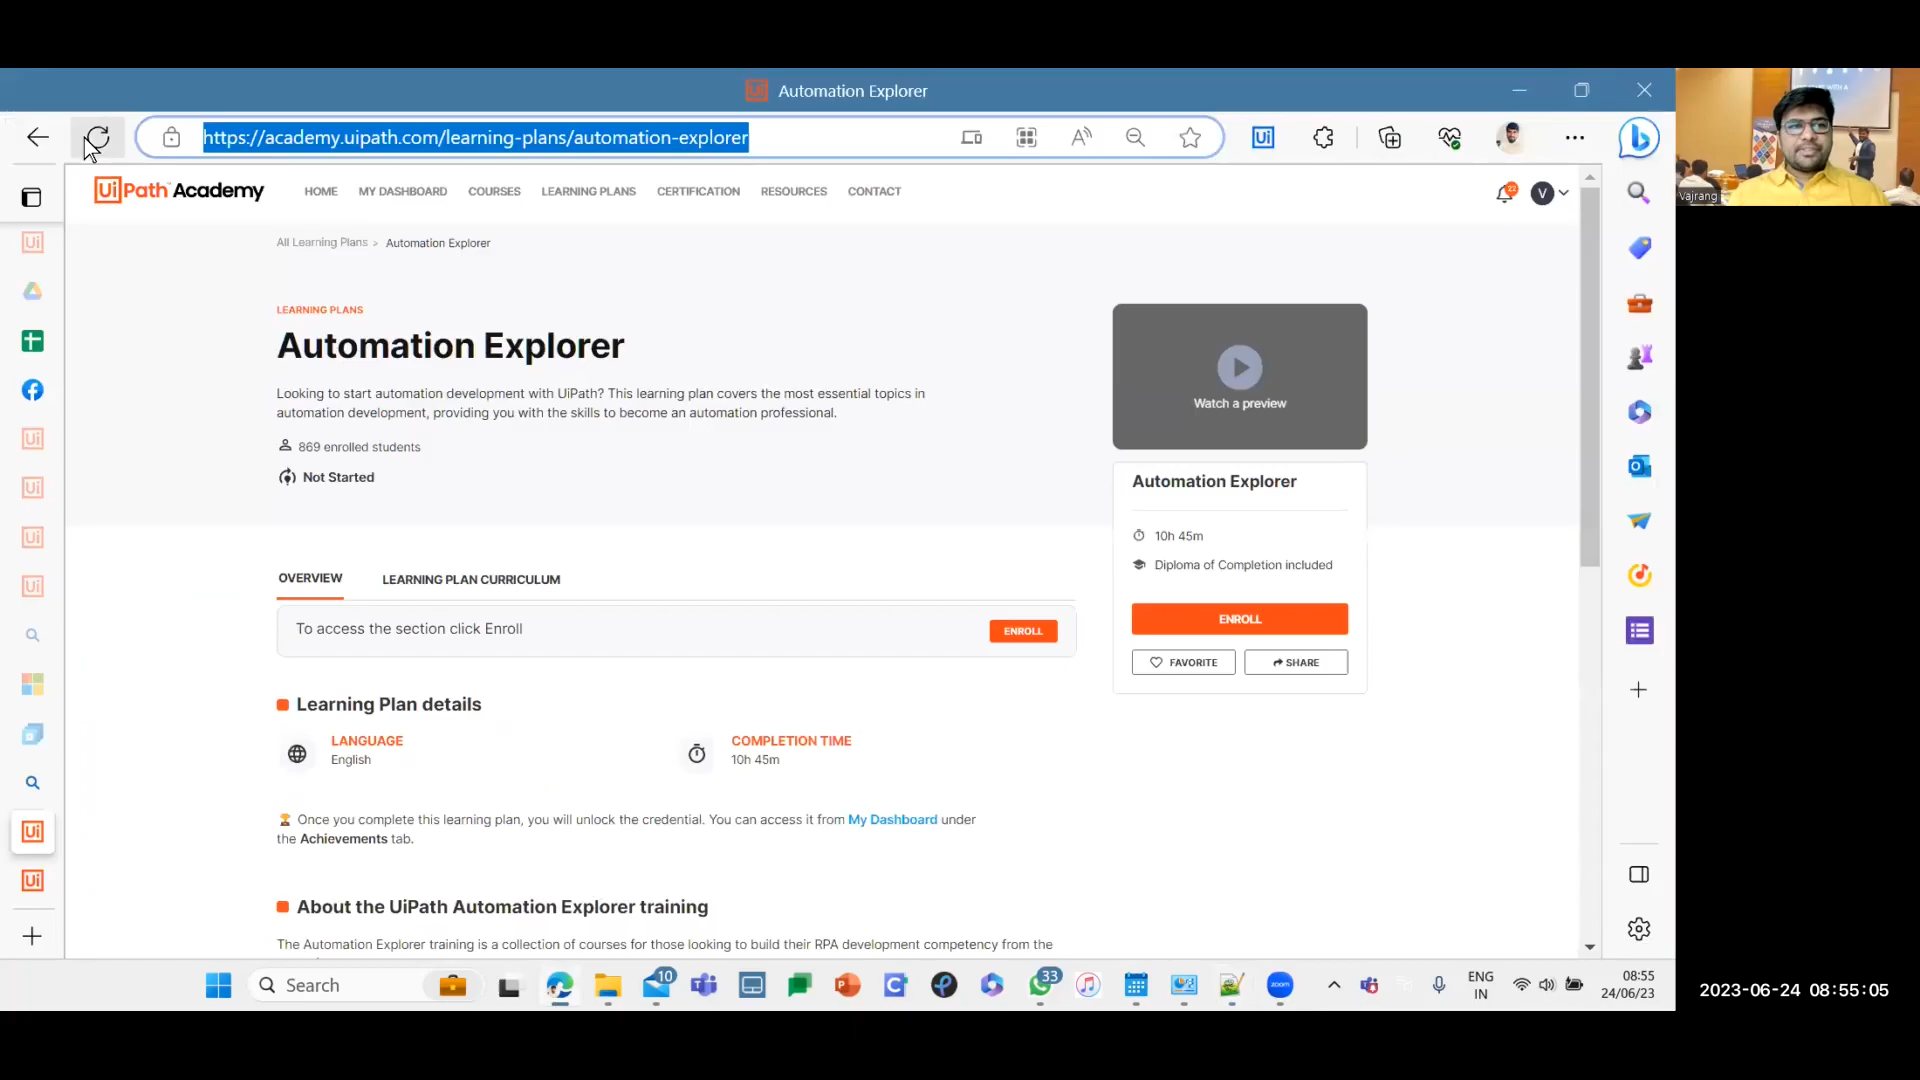 Automation Explorer
https://academy.uipath.com/learning-plans/automation-explorer
UiPath Academy
HOME
MY DASHBOARD
COURSES
LEARNING PLANS
CERTIFICATION
RESOURCES
CONTACT
22
V
Vajrang
All Learning Plans > Automation Explorer
LEARNING PLANS
Automation Explorer
Looking to start automation development with UiPath? This learning plan covers the most essential topics in
automation development, providing you with the skills to become an automation professional.
869 enrolled students
Not Started
Watch a preview
Automation Explorer
10h 45m
Diploma of Completion included
ENROLL
FAVORITE
SHARE
OVERVIEW
LEARNING PLAN CURRICULUM
To access the section click Enroll
ENROLL
Learning Plan details
LANGUAGE
English
COMPLETION TIME
10h 45m
Once you complete this learning plan, you will unlock the credential. You can access it from My Dashboard under
the Achievements tab.
About the UiPath Automation Explorer training
The Automation Explorer training is a collection of courses for those looking to build their RPA development competency from the
Search
10
33
zoom
ENG
IN
08:55
24/06/23
2023-06-24 08:55:05